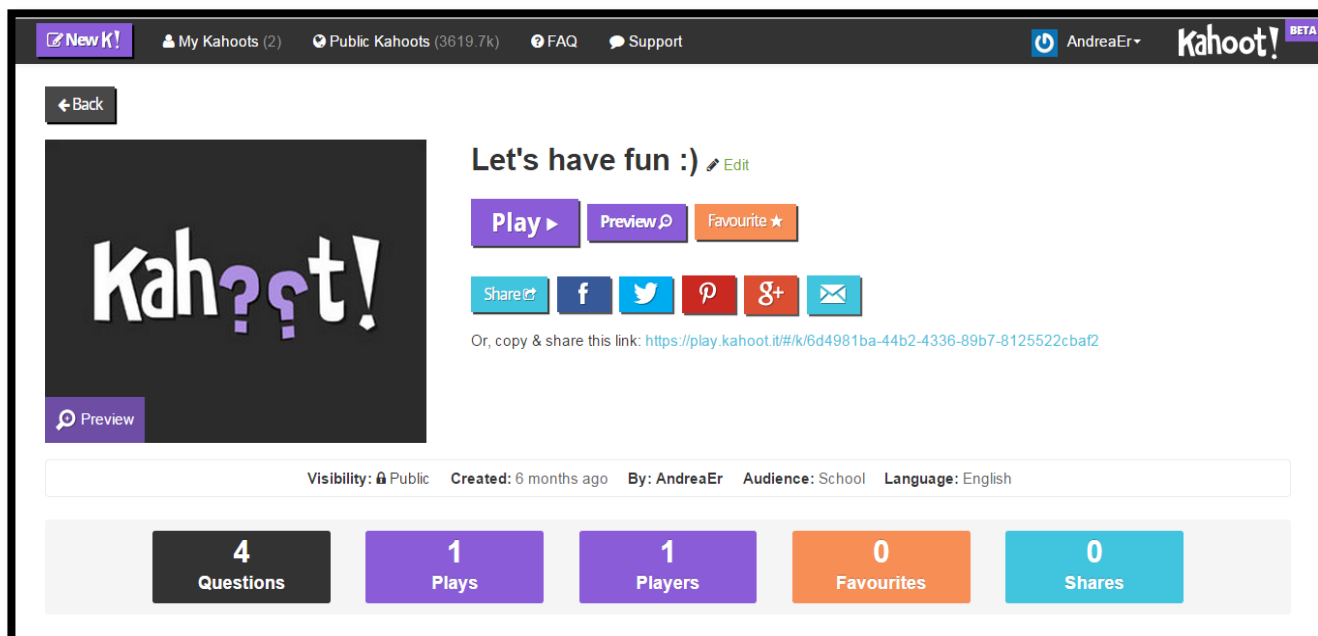 New K! My Kahoots (2) Public Kahoots (3619.7k) FAQ Support AndreaEr Kahoot! BETA
Back
Let's have fun :) Edit
Play Preview Favourite
Kah??t!
Share f g+
Or, copy & share this link: https://play.kahoot.it/#/k/6d4981ba-44b2-4336-89b7-8125522cbaf2
Preview
Visibility: Public Created: 6 months ago By: AndreaEr Audience: School Language: English
4 1 1 0 0
Questions Plays Players Favourites Shares